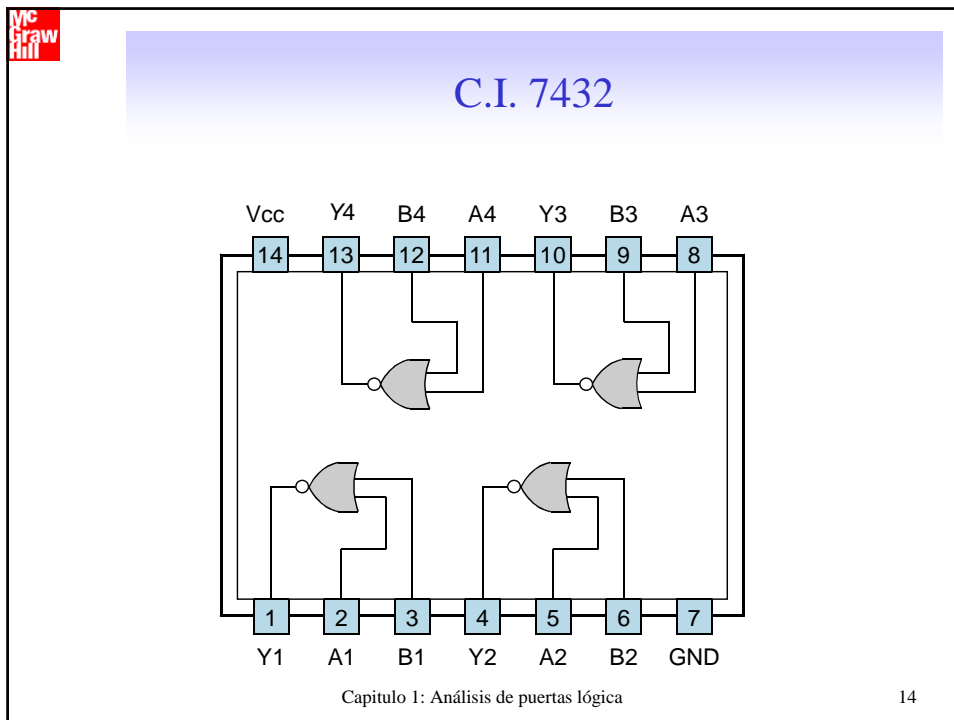 Mc
Graw
Hill
C.I. 7432
Vcc Y4 B4 A4 Y3 B3 A3
14 13 12 11 10 9 8
1 2 3 4 5 6 7
Y1 A1 B1 Y2 A2 B2 GND
Capitulo 1: Análisis de puertas lógica 14